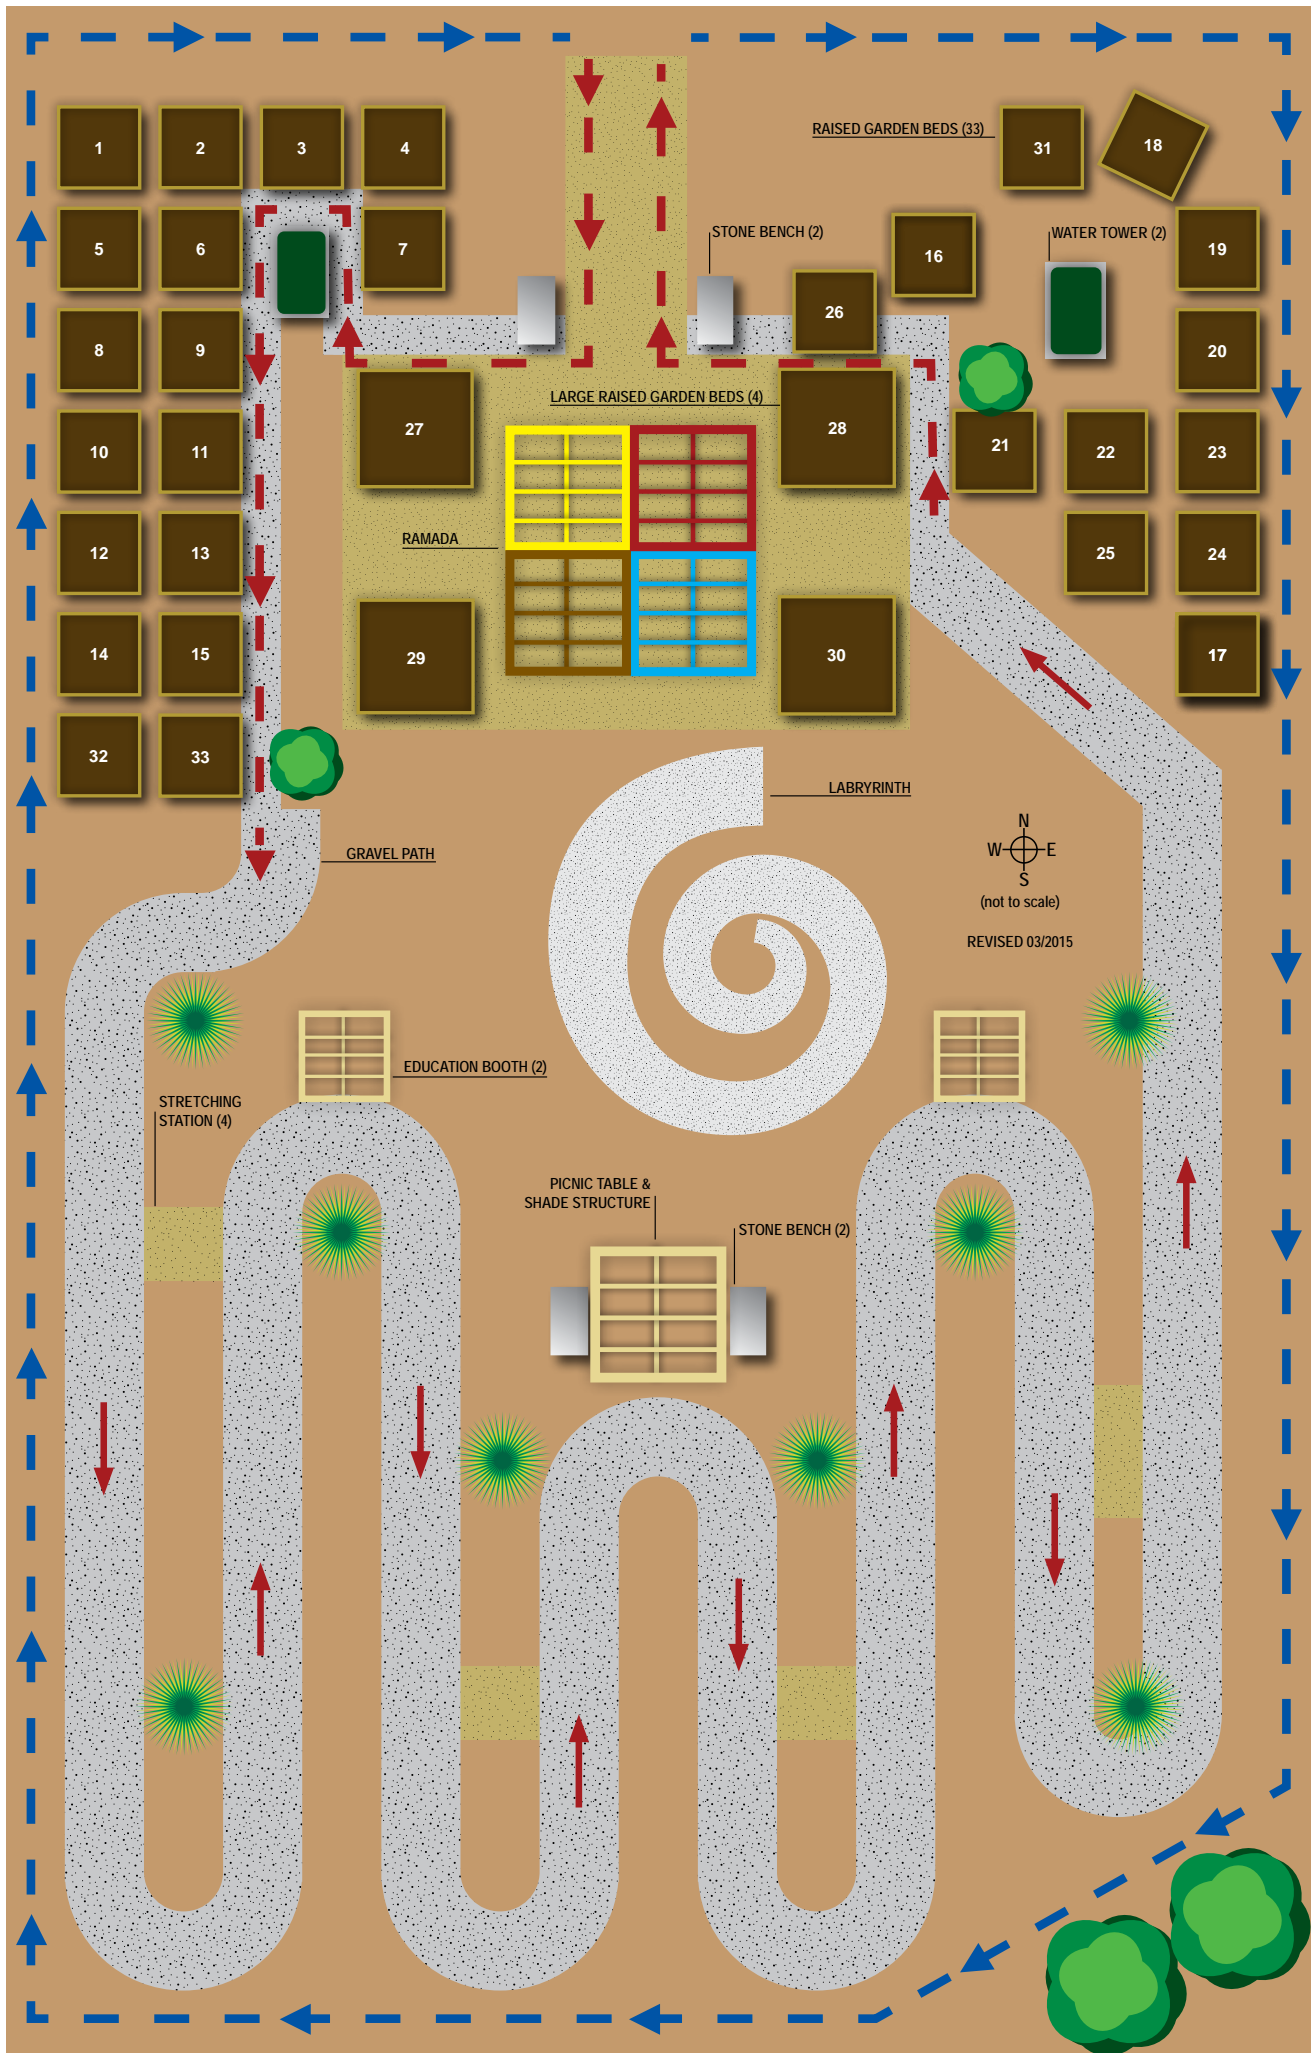 RAISED GARDEN BEDS (33)
31
18
1
2
3
4
STONE BENCH (2)
WATER TOWER (2)
5
6
7
16
19
26
8
9
20
LARGE RAISED GARDEN BEDS (4)
27
28
10
11
21
22
23
RAMADA
12
13
25
24
14
15
29
30
17
32
33
LABRYRINTH
GRAVEL PATH
N
W
E
S
(not to scale)
REVISED 03/2015
EDUCATION BOOTH (2)
STRETCHING
STATION (4)
PICNIC TABLE &
SHADE STRUCTURE
STONE BENCH (2)